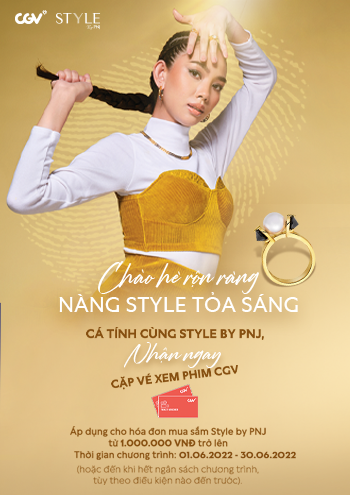 CGV STYLE
by PNJ
Chào hè rộn ràng
NÀNG STYLE TỎA SÁNG
CÁ TÍNH CÙNG STYLE BY PNJ,
Nhận ngay
CẶP VÉ XEM PHIM CGV
CGV
Áp dụng cho hóa đơn mua sắm Style by PNJ
từ 1.000.000 VNĐ trở lên
Thời gian chương trình: 01.06.2022 - 30.06.2022
(hoặc đến khi hết ngân sách chương trình,
tùy theo điều kiện nào đến trước).